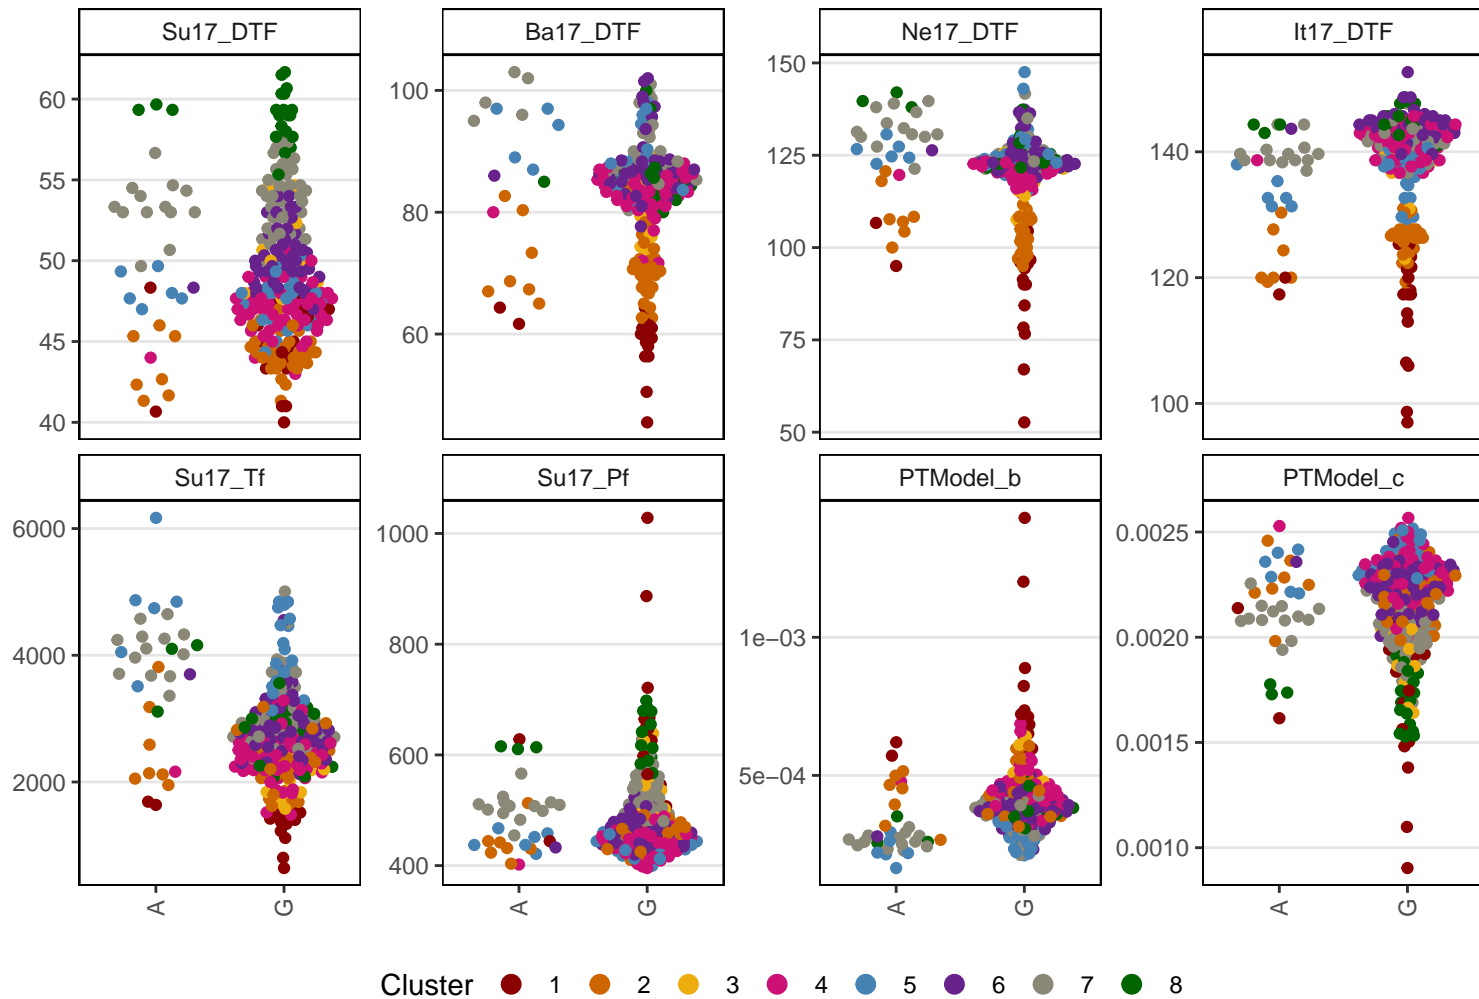 Su17_DTF Ba17_DTF Ne17_DTF It17_DTF
60 55 50 45 40
100 80 60
150 125 100 75 50
140 120 100
Su17_Tf Su17_Pf PTModel_b PTModel_c
6000 4000 2000
1000 800 600 400
1e−03 5e−04
0.0025 0.0020 0.0015 0.0010
A G A G A G A G
Cluster 1 2 3 4 5 6 7 8